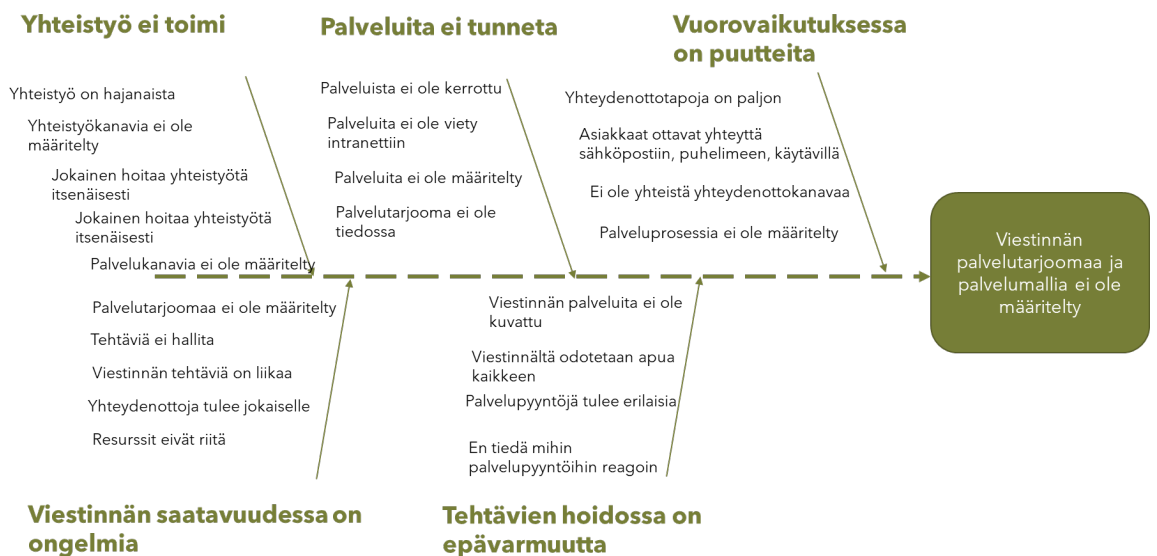 Yhteistyö ei toimi
Yhteistyö on hajanaista
Yhteistyökanavia ei ole
määritelty
Jokainen hoitaa yhteistyötä
itsenäisesti
Jokainen hoitaa yhteistyötä
itsenäisesti
Palvelukanavia ei ole määritelty
Palveluita ei tunneta
Palveluista ei ole kerrottu
Palveluita ei ole viety
intranettiin
Palveluita ei ole määritelty
Palvelutarjooma ei ole
tiedossa
Vuorovaikutuksessa
on puutteita
Yhteydenottotapoja on paljon
Asiakkaat ottavat yhteyttä
sähköpostiin, puhelimeen, käytävillä
Ei ole yhteistä yhteydenottokanavaa
Palveluprosessia ei ole määritelty
Viestinnän
palvelutarjoomaa ja
palvelumallia ei ole
määritelty
Palvelutarjoomaa ei ole määritelty
Tehtäviä ei hallita
Viestinnän tehtäviä on liikaa
Yhteydenottoja tulee jokaiselle
Resurssit eivät riitä
Viestinnän saatavuudessa on
ongelmia
Viestinnän palveluita ei ole
kuvattu
Viestinnältä odotetaan apua
kaikkeen
Palvelupyyntöjä tulee erilaisia
En tiedä mihin
palvelupyyntöihin reagoin
Tehtävien hoidossa on
epävarmuutta